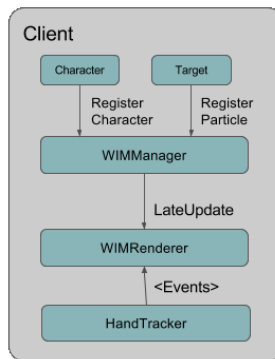 Client
Character
Target
Register
Character
Register
Particle
WIMManager
LateUpdate
WIMRenderer
<Events>
HandTracker